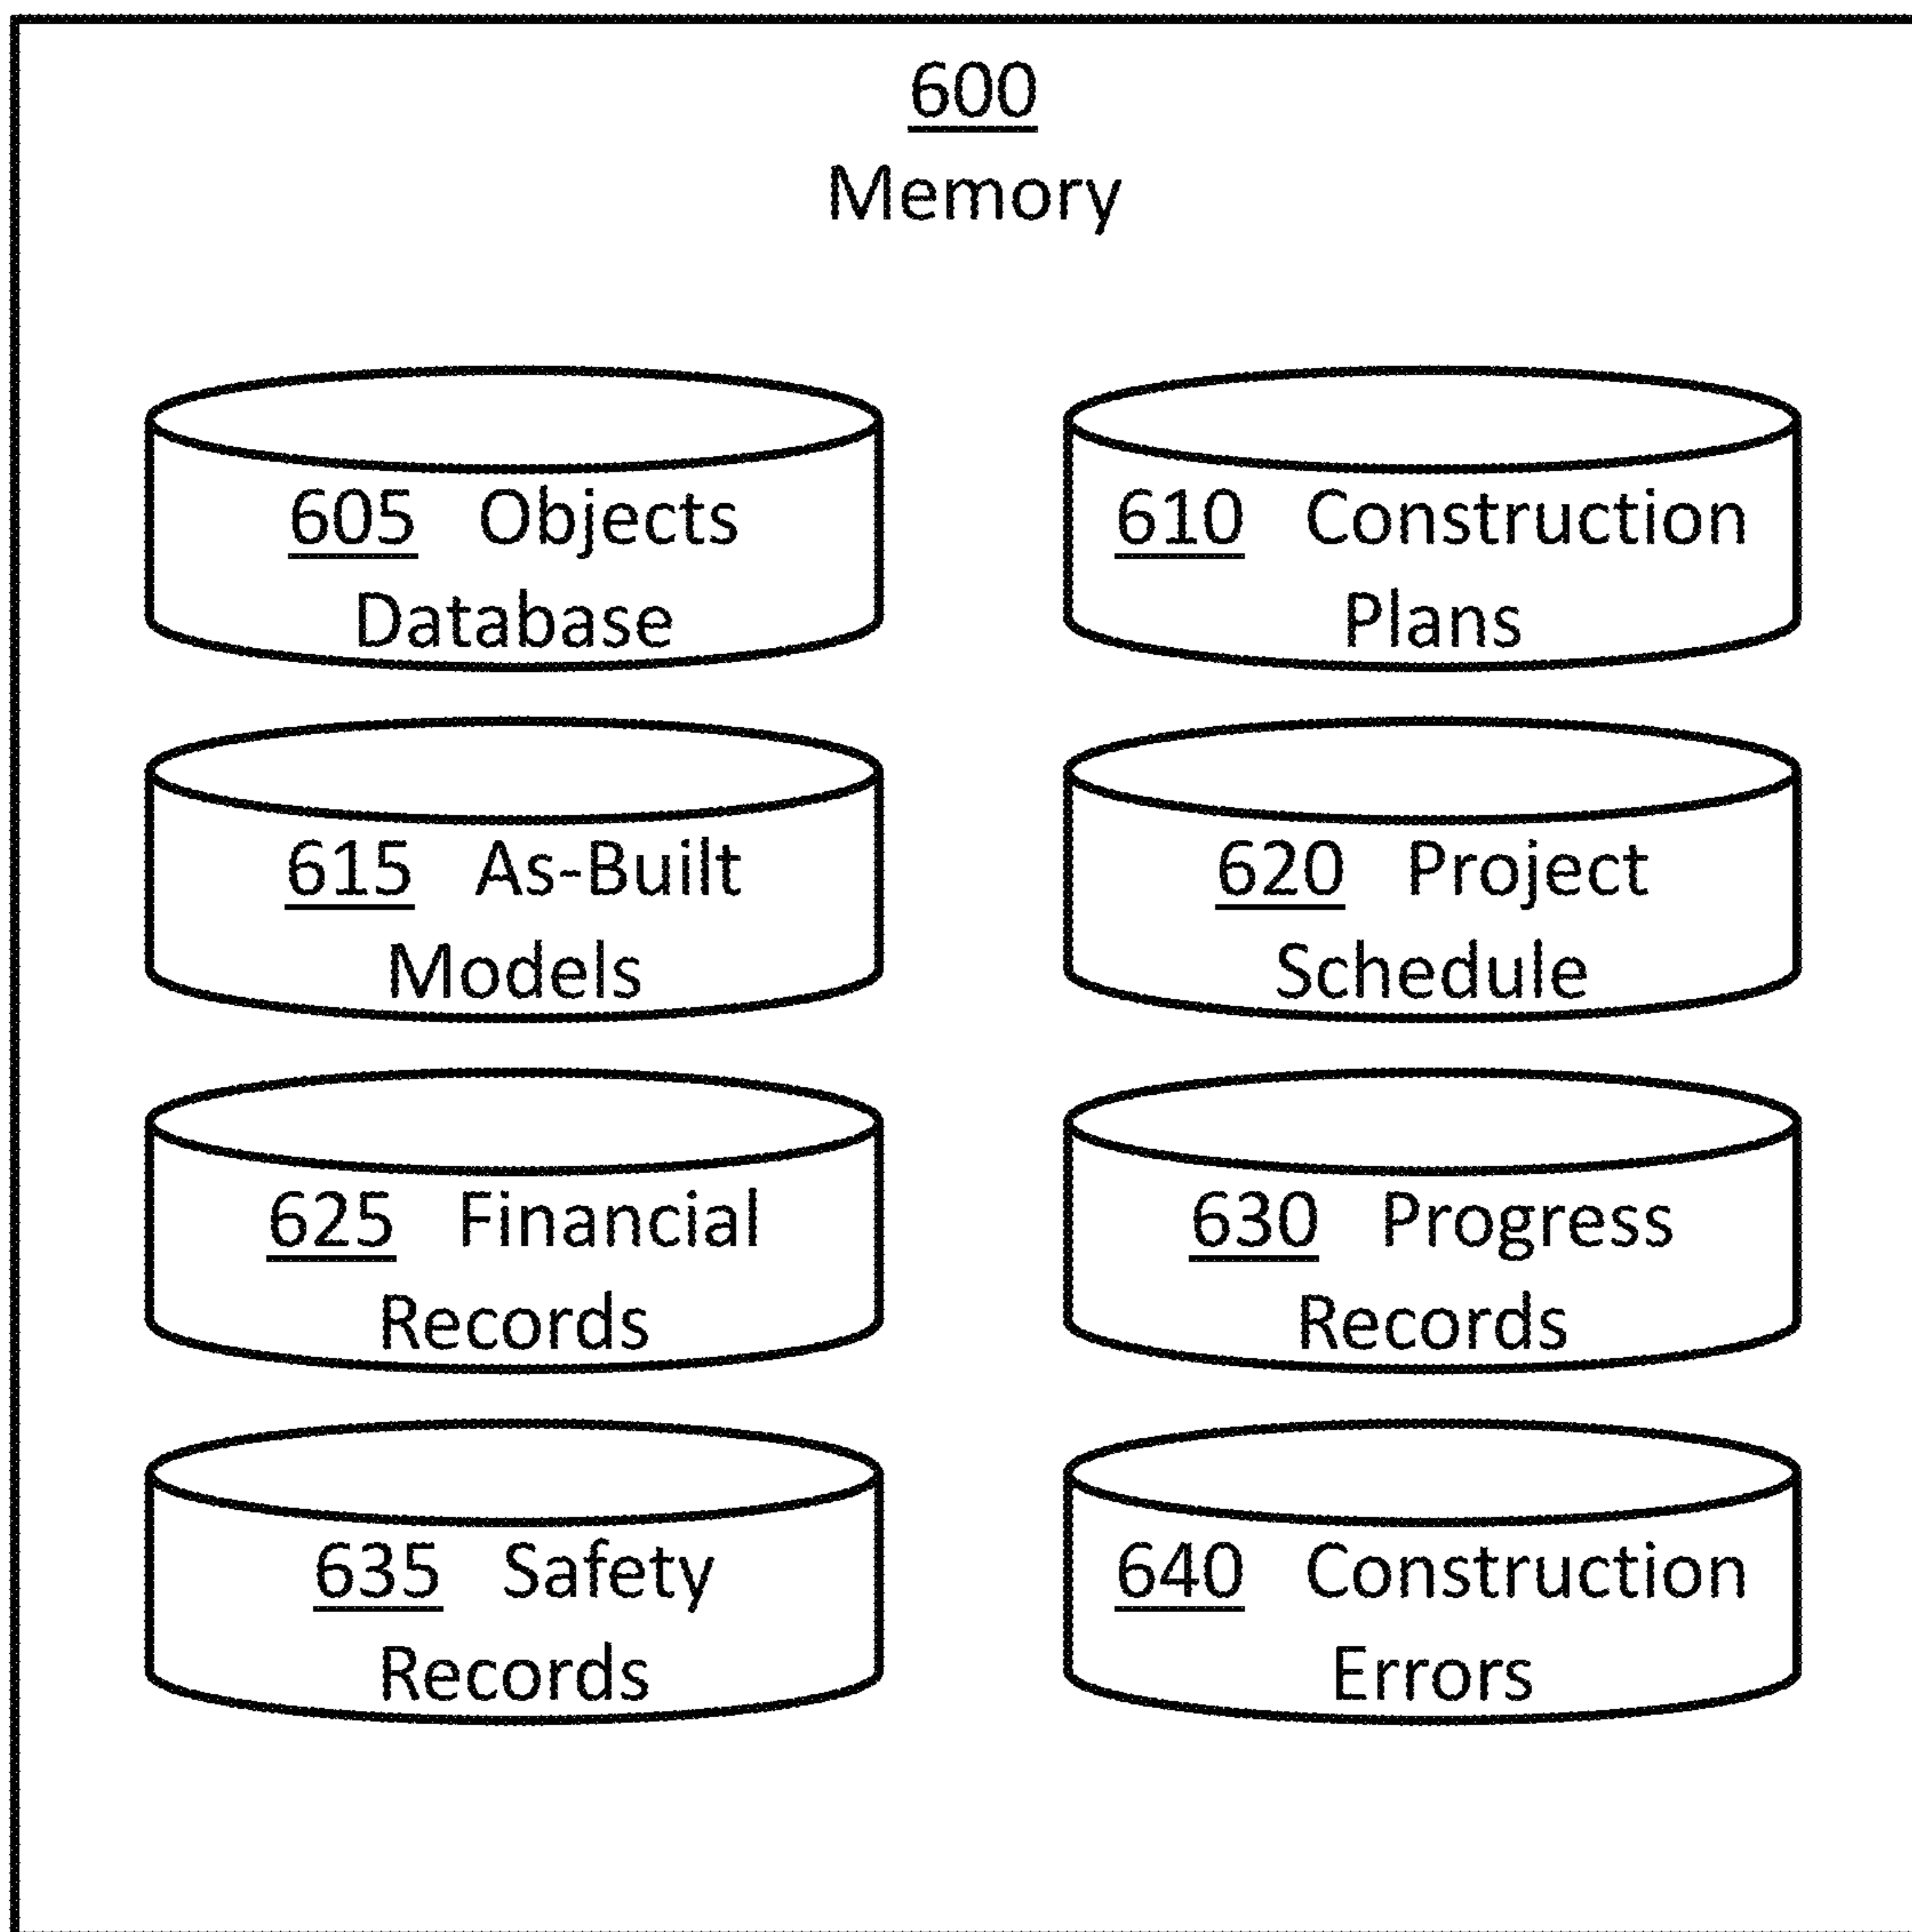 600
Memory
605 Objects
Database
610 Construction
Plans
615 As-Built
Models
620 Project
Schedule
625 Financial
Records
630 Progress
Records
635 Safety
Records
640 Construction
Errors